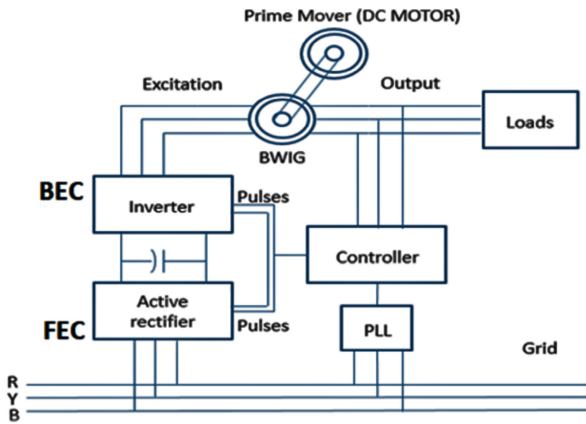 Prime Mover (DC MOTOR)
Excitation
Output
BWIG
Loads
BEC
Inverter
Pulses
Controller
Active
rectifier
FEC
Pulses
PLL
Grid
R
Y
B